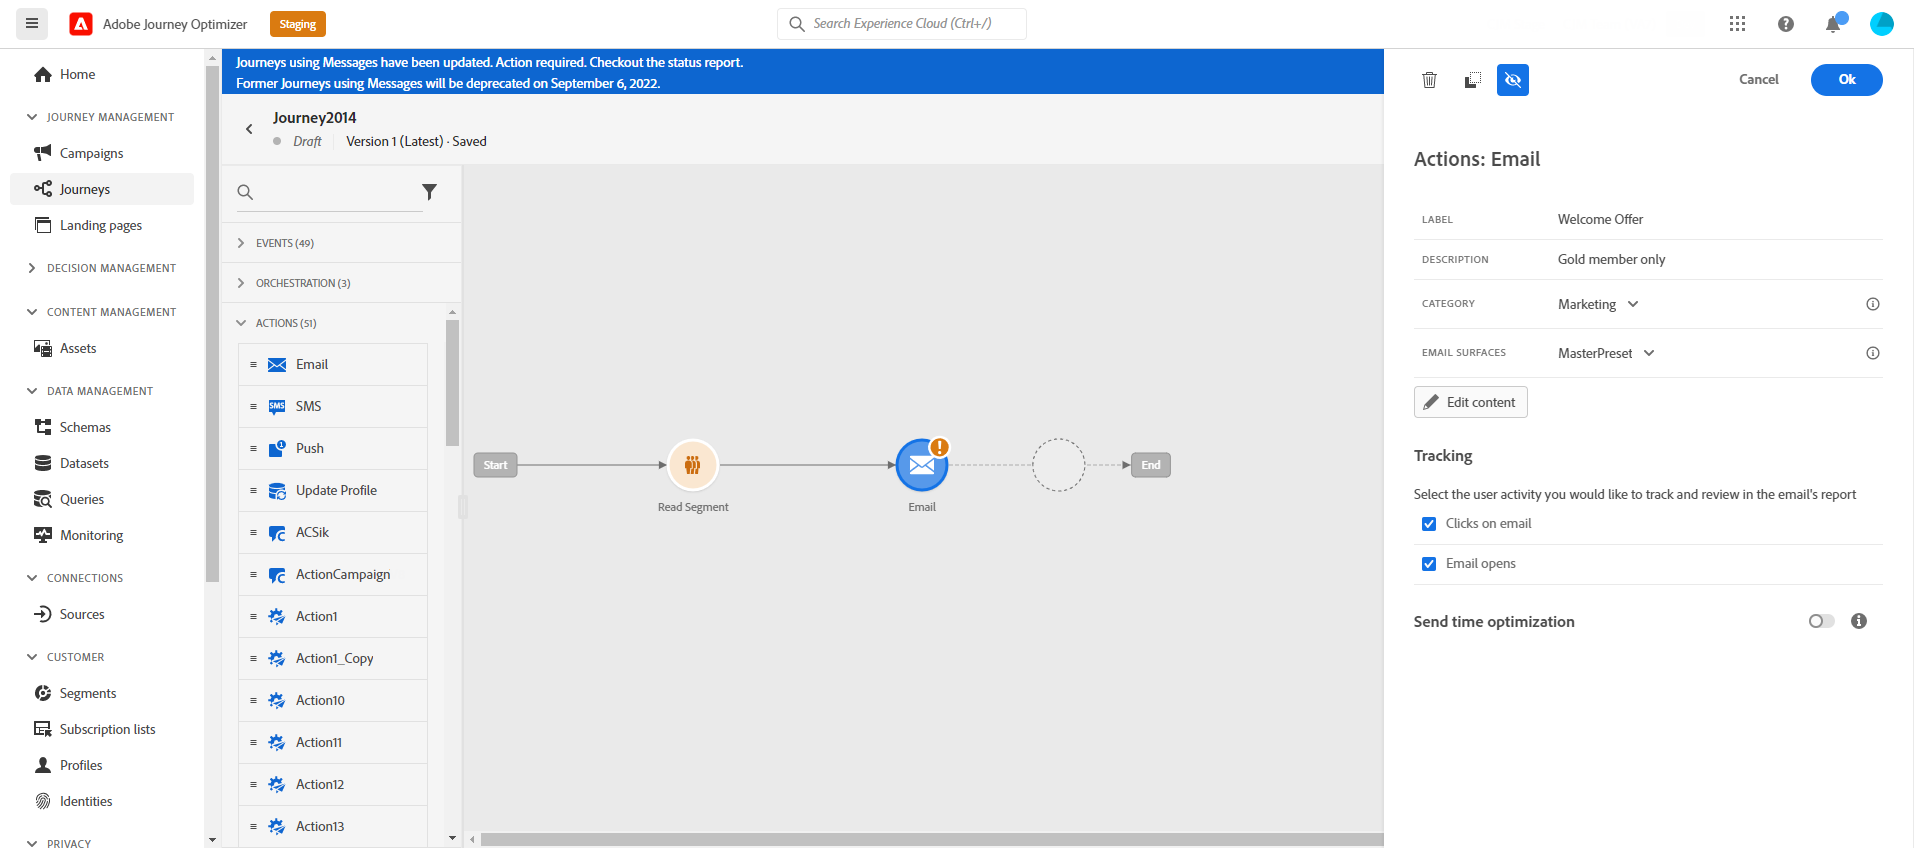 Adobe Journey Optimizer
Staging
Search Experience Cloud (Ctrl+/)
Home
JOURNEY MANAGEMENT
Campaigns
Journeys
Landing pages
DECISION MANAGEMENT
CONTENT MANAGEMENT
Assets
DATA MANAGEMENT
Schemas
Datasets
Queries
Monitoring
CONNECTIONS
Sources
CUSTOMER
Segments
Subscription lists
Profiles
Identities
PRIVACY
Journeys using Messages have been updated. Action required. Checkout the status report.
Former Journeys using Messages will be deprecated on September 6, 2022.
Journey2014
Draft Version 1 (Latest) · Saved
EVENTS (49)
ORCHESTRATION (3)
ACTIONS (51)
Email
SMS SMS
Push
Update Profile
ACSik
ActionCampaign
Action1
Action1_Copy
Action10
Action11
Action12
Action13
Start
Read Segment
Email
End
Cancel
Ok
Actions: Email
LABEL Welcome Offer
DESCRIPTION Gold member only
CATEGORY Marketing
EMAIL SURFACES MasterPreset
Edit content
Tracking
Select the user activity you would like to track and review in the email's report
Clicks on email
Email opens
Send time optimization